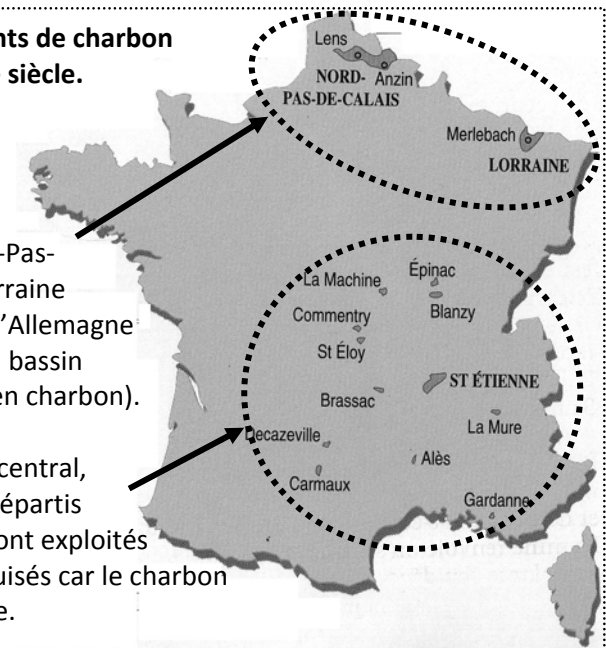 nts de charbon
siècle.
-Pas-
rraine
l'Allemagne
bassin
en charbon).
central,
épartis
ont exploités
uisés car le charbon
e.
Lens
NORD- Anzin
PAS-DE-CALAIS
Merlebach
LORRAINE
Épinac
La Machine
Commentry
Blanzy
St Éloy
ST ÉTIENNE
Brassac
La Mure
Decazeville
Alès
Carmaux
Gardanne